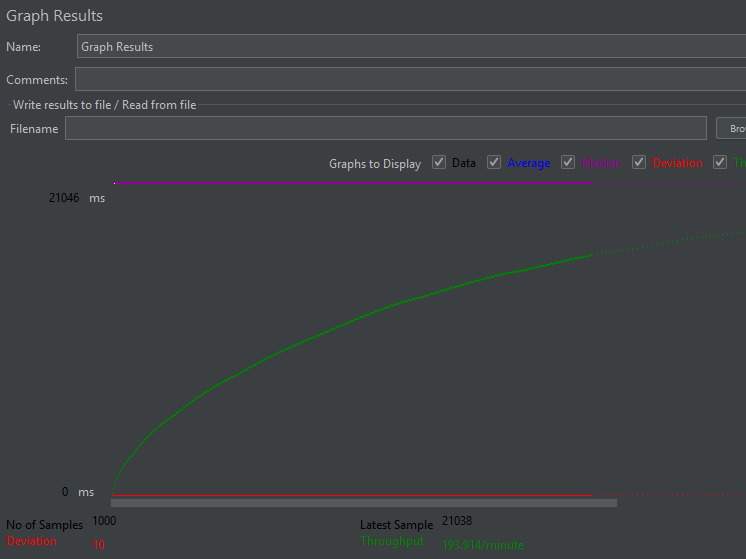 Graph Results
Name: Graph Results
Comments:
Write results to file / Read from file
Filename Bro
Graphs to Display Data Average Median Deviation Th
21046 ms
0 ms
No of Samples 1000 Latest Sample 21038
Deviation 10 Throughput 193,914/minute